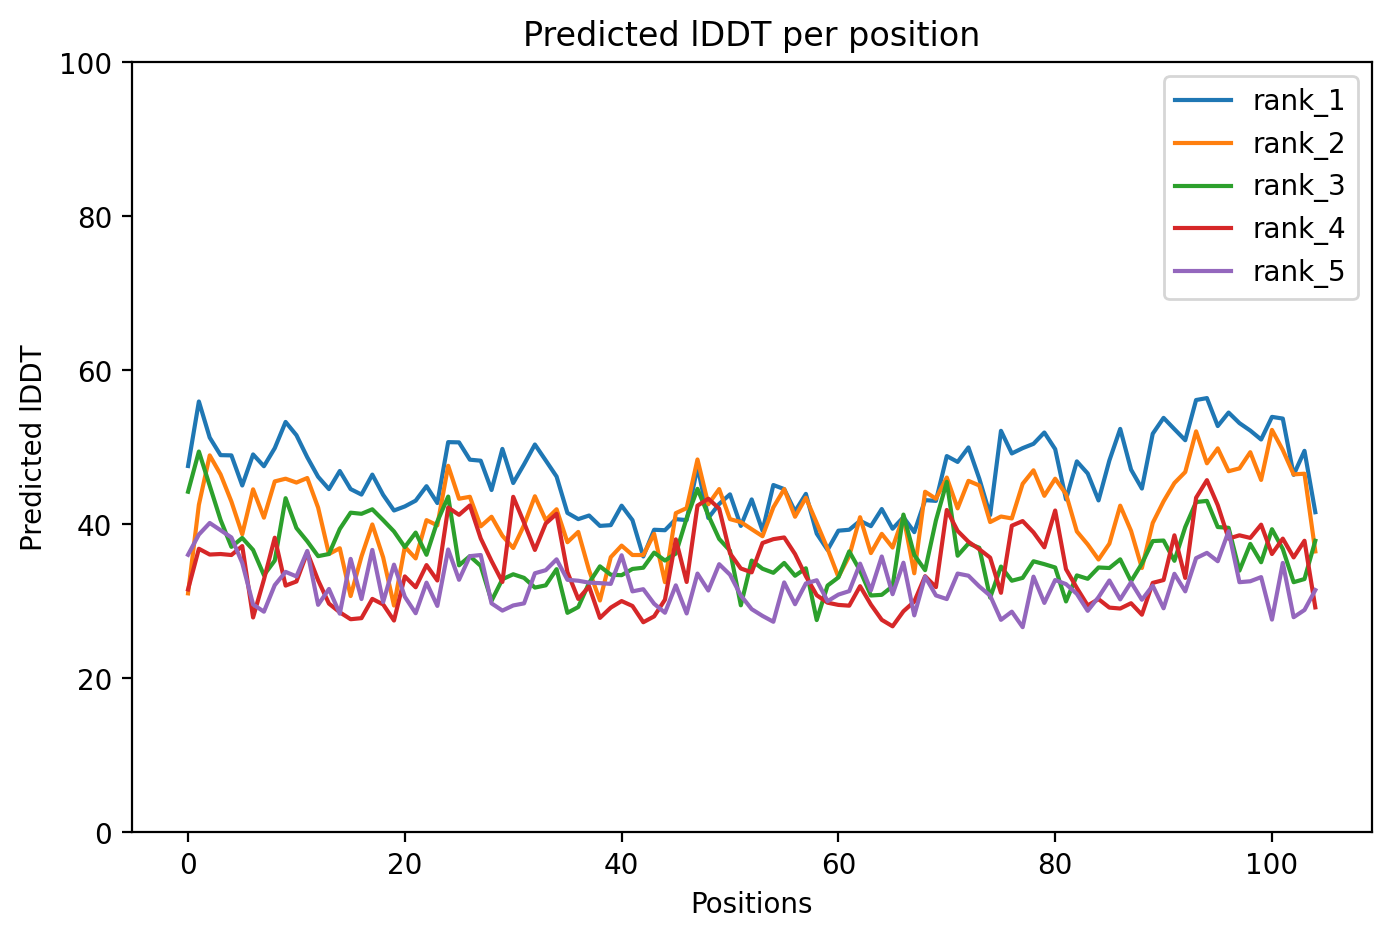 Predicted lDDT per position
100
80
60
40
20
0
Predicted lDDT
rank_1
rank_2
rank_3
rank_4
rank_5
0 20 40 60 80 100
Positions